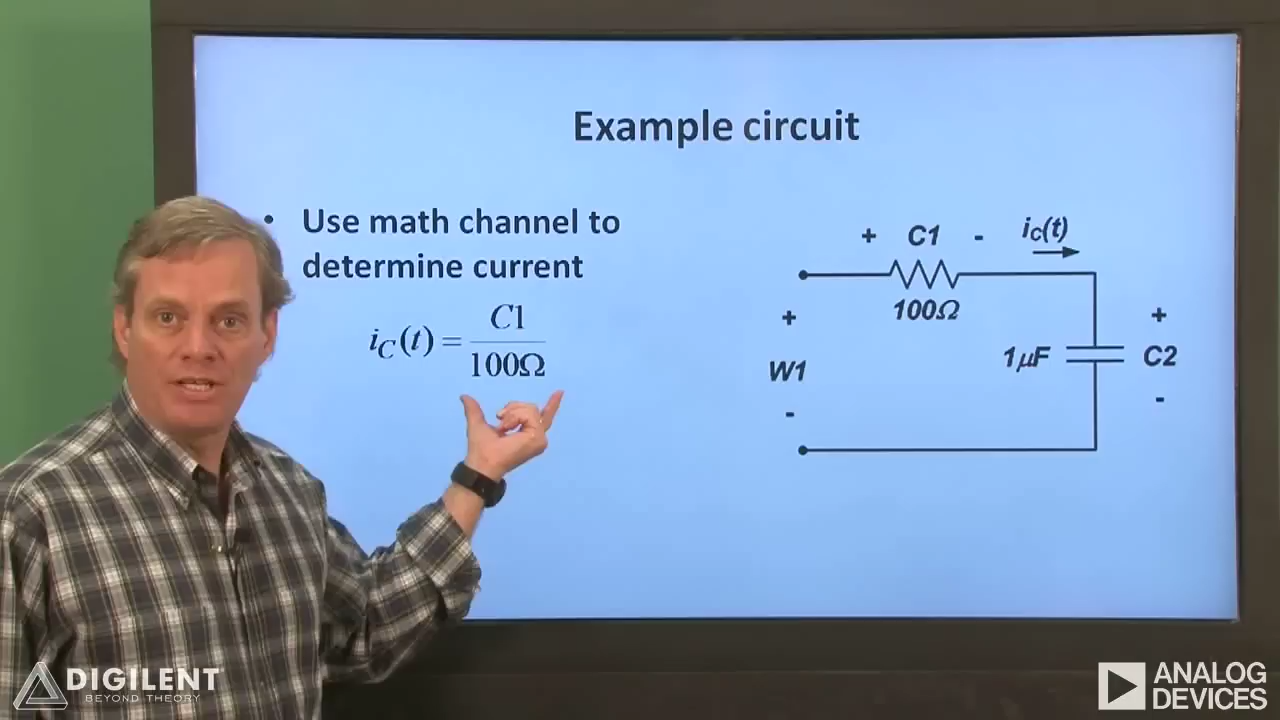 Example circuit
• Use math channel to
determine current
iC(t) = C1
100Ω
+ C1 -
iC(t)
100Ω
+
W1
-
1µF
+
C2
-
DIGILENT
BEYOND THEORY
ANALOG
DEVICES